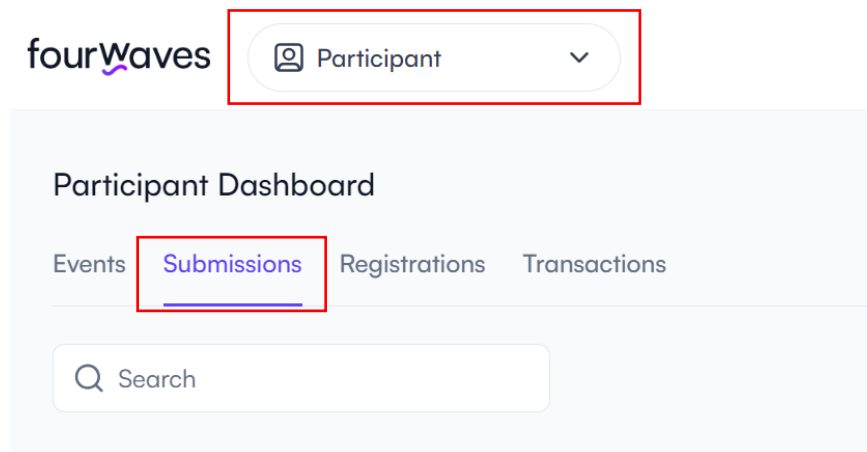 fourwaves Participant
Participant Dashboard
Events Submissions Registrations Transactions
Search